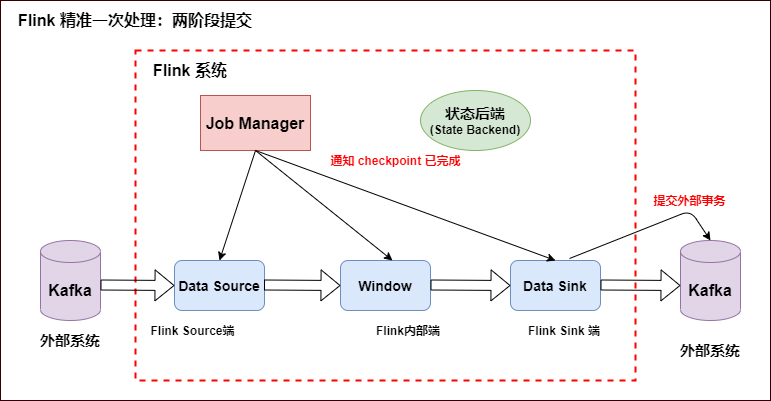 Flink 精准一次处理：两阶段提交
Flink 系统
Job Manager
状态后端
(State Backend)
通知 checkpoint 已完成
提交外部事务
Kafka
Data Source
Window
Data Sink
Kafka
外部系统
Flink Source端
Flink内部端
Flink Sink 端
外部系统